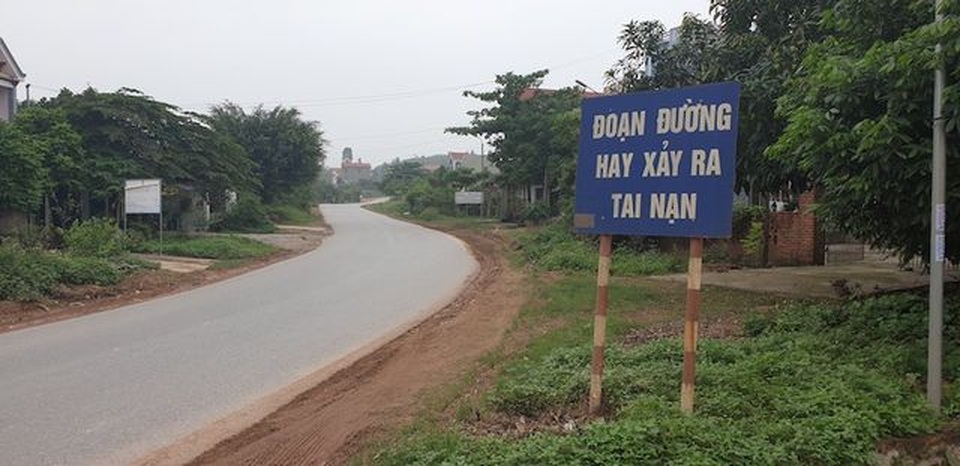 ĐOẠN ĐƯỜNG
HAY XẢY RA
TAI NẠN